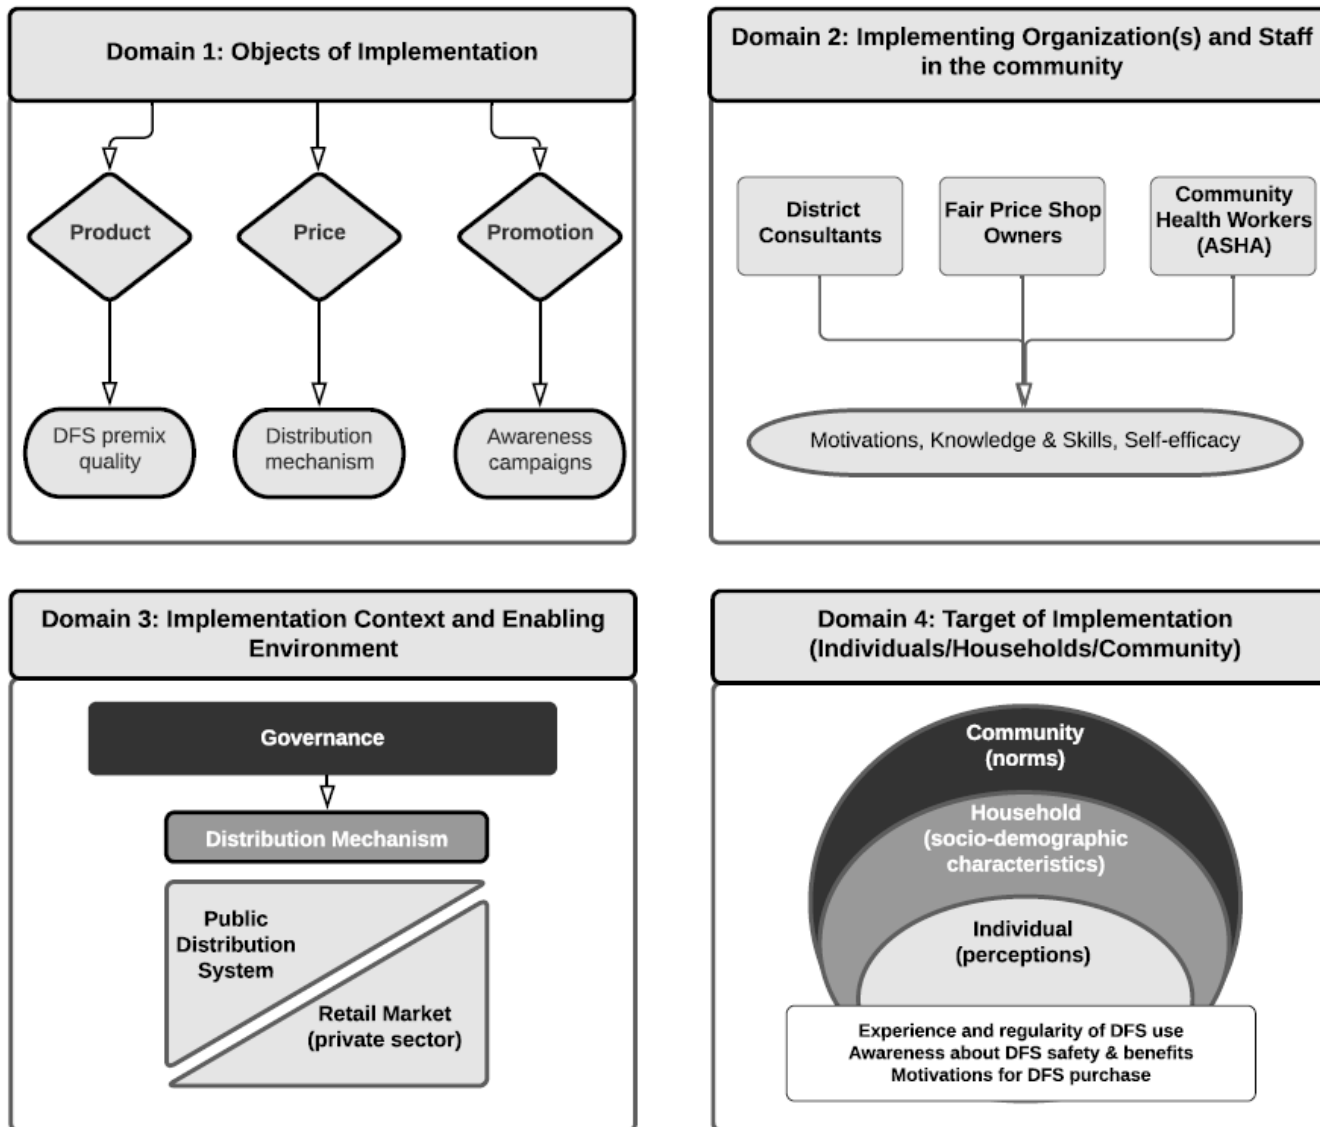 Domain 1: Objects of Implementation
Product
Price
Promotion
DFS premix
quality
Distribution
mechanism
Awareness
campaigns
Domain 2: Implementing Organization(s) and Staff
in the community
District
Consultants
Fair Price Shop
Owners
Community
Health Workers
(ASHA)
Motivations, Knowledge & Skills, Self-efficacy
Domain 3: Implementation Context and Enabling
Environment
Governance
Distribution Mechanism
Public
Distribution
System
Retail Market
(private sector)
Domain 4: Target of Implementation
(Individuals/Households/Community)
Community
(norms)
Household
(socio-demographic
characteristics)
Individual
(perceptions)
Experience and regularity of DFS use
Awareness about DFS safety & benefits
Motivations for DFS purchase